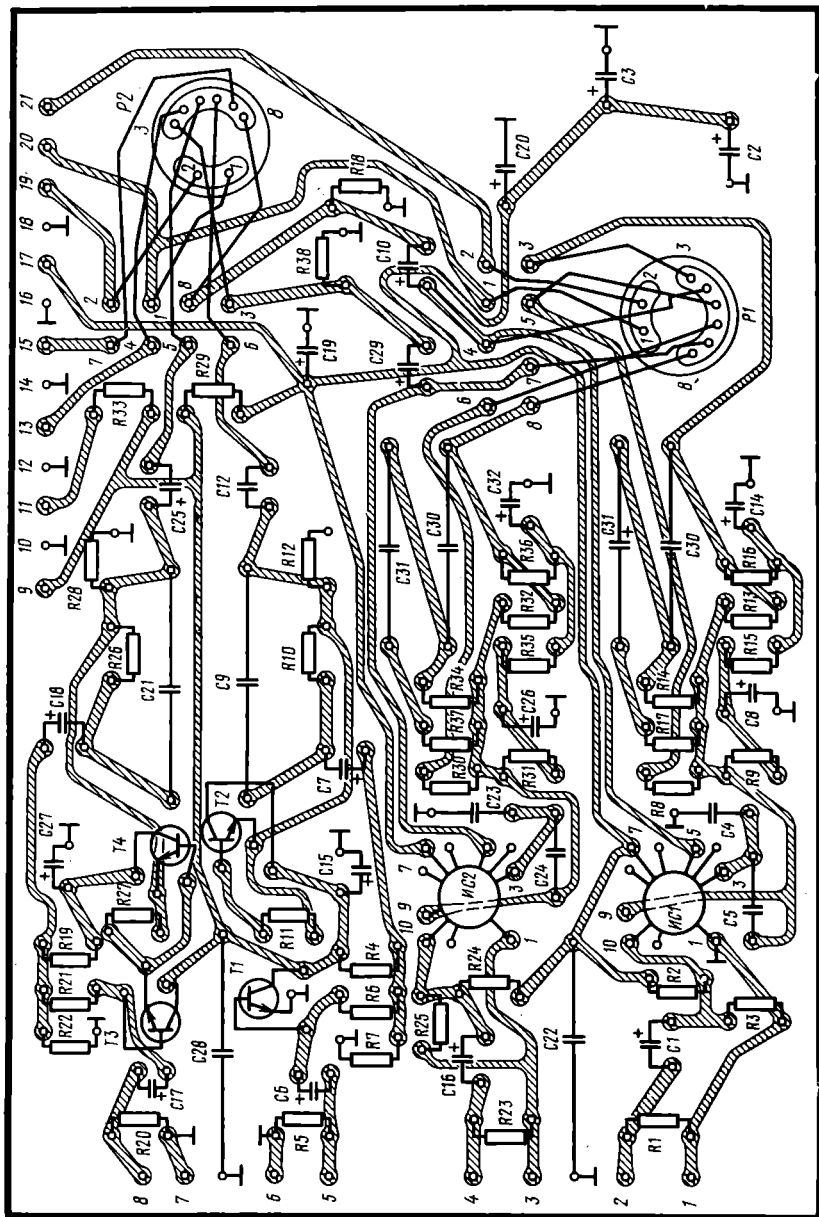 9 10 11 12 13 14 15 16 17 18 19 20 21
C27 C18 R28 R33 P2
R22 R21 R19 R26 2 7 3
8 R20 T3 R27 T4 C25 + 4 1 2 1 8
7 C17 + C21 5 R29 8
C28 C9 C12 6 3
T1 R11 T2 R10 R12 C19 R38 R18
6 R5 C6 R6 R4 C15 C7
5 R7 C29 C10
R25 10 9 7 R30 R37 R34 C31 C30 4 1 2
4 C16 R24 ИС2 C23 R35 R32 C32 6 7 5 3 C20
3 R23 1 3 C24 R31 C26 R36 8
C22 C3
2 C1 R2 10 9 7 R8 R17 R14 C31 C30 1 2 3
1 R1 R3 1 ИС1 5 C4 R15 R13 C14 8 P1 C2
C5 3 R9 C8 R16